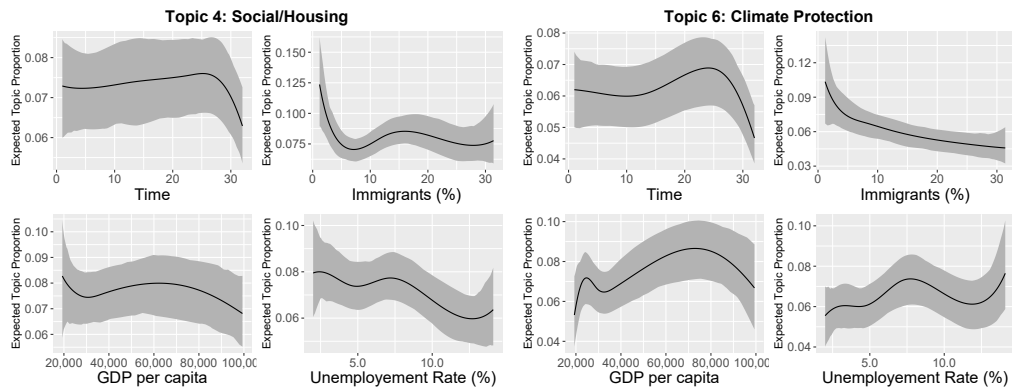 Topic 4: Social/Housing
Topic 6: Climate Protection
Expected Topic Proportion
0.08
0.07
0.06
0 10 20 30
Time
Expected Topic Proportion
0.150
0.125
0.100
0.075
0 10 20 30
Immigrants (%)
Expected Topic Proportion
0.08
0.07
0.06
0.05
0.04
0 10 20 30
Time
Expected Topic Proportion
0.12
0.09
0.06
0.03
0 10 20 30
Immigrants (%)
Expected Topic Proportion
0.10
0.09
0.08
0.07
0.06
20,000 40,000 60,000 80,000 100,00
GDP per capita
Expected Topic Proportion
0.10
0.08
0.06
5.0 10.0
Unemployement Rate (%)
Expected Topic Proportion
0.10
0.08
0.06
0.04
20,000 40,000 60,000 80,000 100,00
GDP per capita
Expected Topic Proportion
0.10
0.08
0.06
0.04
5.0 10.0
Unemployement Rate (%)